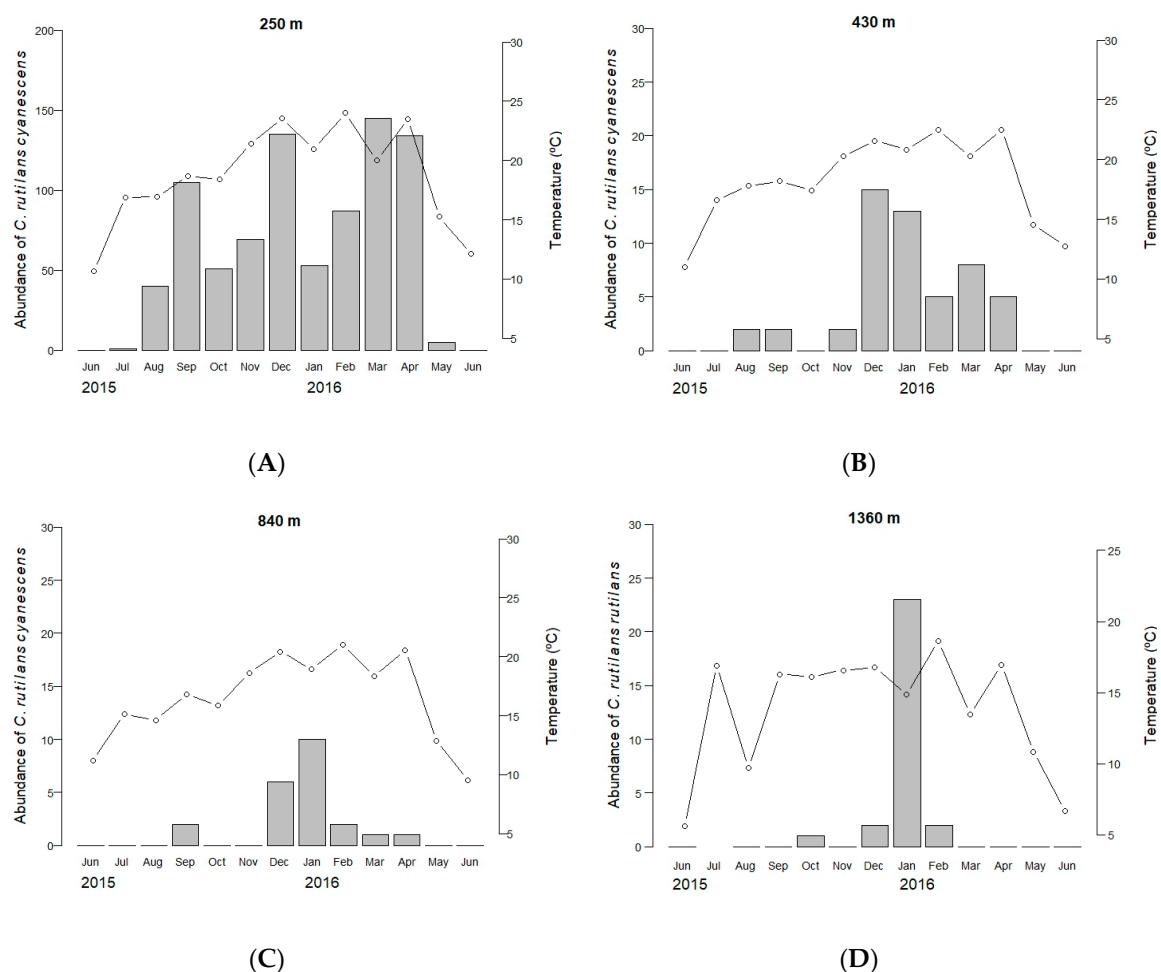 250 m
Abundance of C. rutilans cyanescens
200
150
100
50
0
30
25
20
15
10
5
Temperature (ºC)
Jun Jul Aug Sep Oct Nov Dec Jan Feb Mar Apr May Jun
2015 2016
(A)
430 m
Abundance of C. rutilans cyanescens
30
25
20
15
10
5
0
30
25
20
15
10
5
Temperature (ºC)
Jun Jul Aug Sep Oct Nov Dec Jan Feb Mar Apr May Jun
2015 2016
(B)
840 m
Abundance of C. rutilans cyanescens
30
25
20
15
10
5
0
30
25
20
15
10
5
Temperature (ºC)
Jun Jul Aug Sep Oct Nov Dec Jan Feb Mar Apr May Jun
2015 2016
(C)
1360 m
Abundance of C. rutilans rutilans
30
25
20
15
10
5
0
25
20
15
10
5
Temperature (ºC)
Jun Jul Aug Sep Oct Nov Dec Jan Feb Mar Apr May Jun
2015 2016
(D)